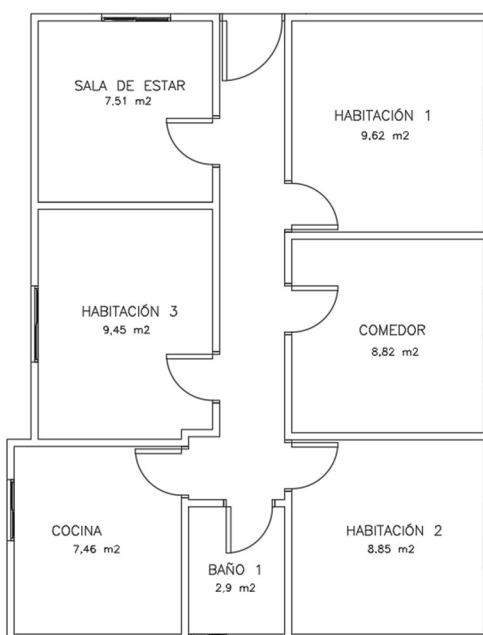 SALA DE ESTAR
7.51 m2
HABITACIÓN 1
9.62 m2
HABITACIÓN 3
9,45 m2
COMEDOR
8,82 m2
COCINA
7,46 m2
BAÑO 1
2,9 m2
HABITACIÓN 2
8.85 m2